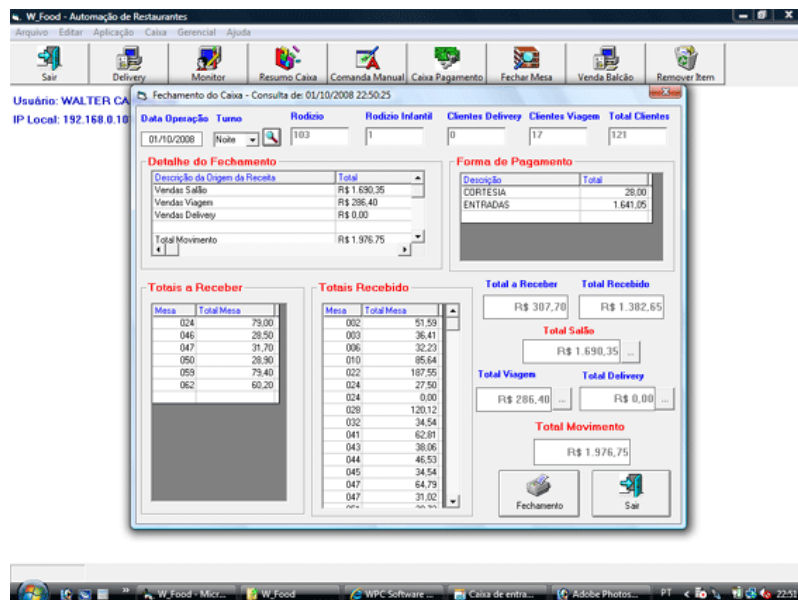 W_Food - Automação de Restaurantes
Arquivo Editar Aplicação Caixa Gerencial Ajuda
Sair Delivery Monitor Resumo Caixa Comanda Manual Caixa Pagamento Fechar Mesa Venda Balcão Remover Item
Usuário: WALTER CA
IP Local: 192.168.0.10
Fechamento do Caixa - Consulta de: 01/10/2008 22:50:25
Data Operação Turno Rodizio Rodizio Infantil Clientes Delivery Clientes Viagem Total Clientes
01/10/2008 Noite 103 1 0 17 121
Detalhe do Fechamento
Descrição da Origem da Receita Total
Vendas Salão R$ 1.690,35
Vendas Viagem R$ 286,40
Vendas Delivery R$ 0,00
Total Movimento R$ 1.976,75
Forma de Pagamento
Descrição Total
CORTESIA 28,00
ENTRADAS 1.641,05
Totais a Receber
Mesa Total Mesa
024 79,00
046 28,50
047 31,70
050 28,90
059 79,40
062 60,20
Totais Recebido
Mesa Total Mesa
002 51,59
003 36,41
006 32,23
010 85,64
022 187,55
024 27,50
024 0,00
028 120,12
032 34,54
041 62,81
043 38,06
044 46,53
045 34,54
047 64,79
047 31,02
Total a Receber Total Recebido
R$ 307,70 R$ 1.382,65
Total Salão
R$ 1.690,35 ...
Total Viagem Total Delivery
R$ 286,40 ... R$ 0,00 ...
Total Movimento
R$ 1.976,75
Fechamento Sair
W_Food - Micr... W_Food WPC Software ... Caixa de entra... Adobe Photos... PT 22:51